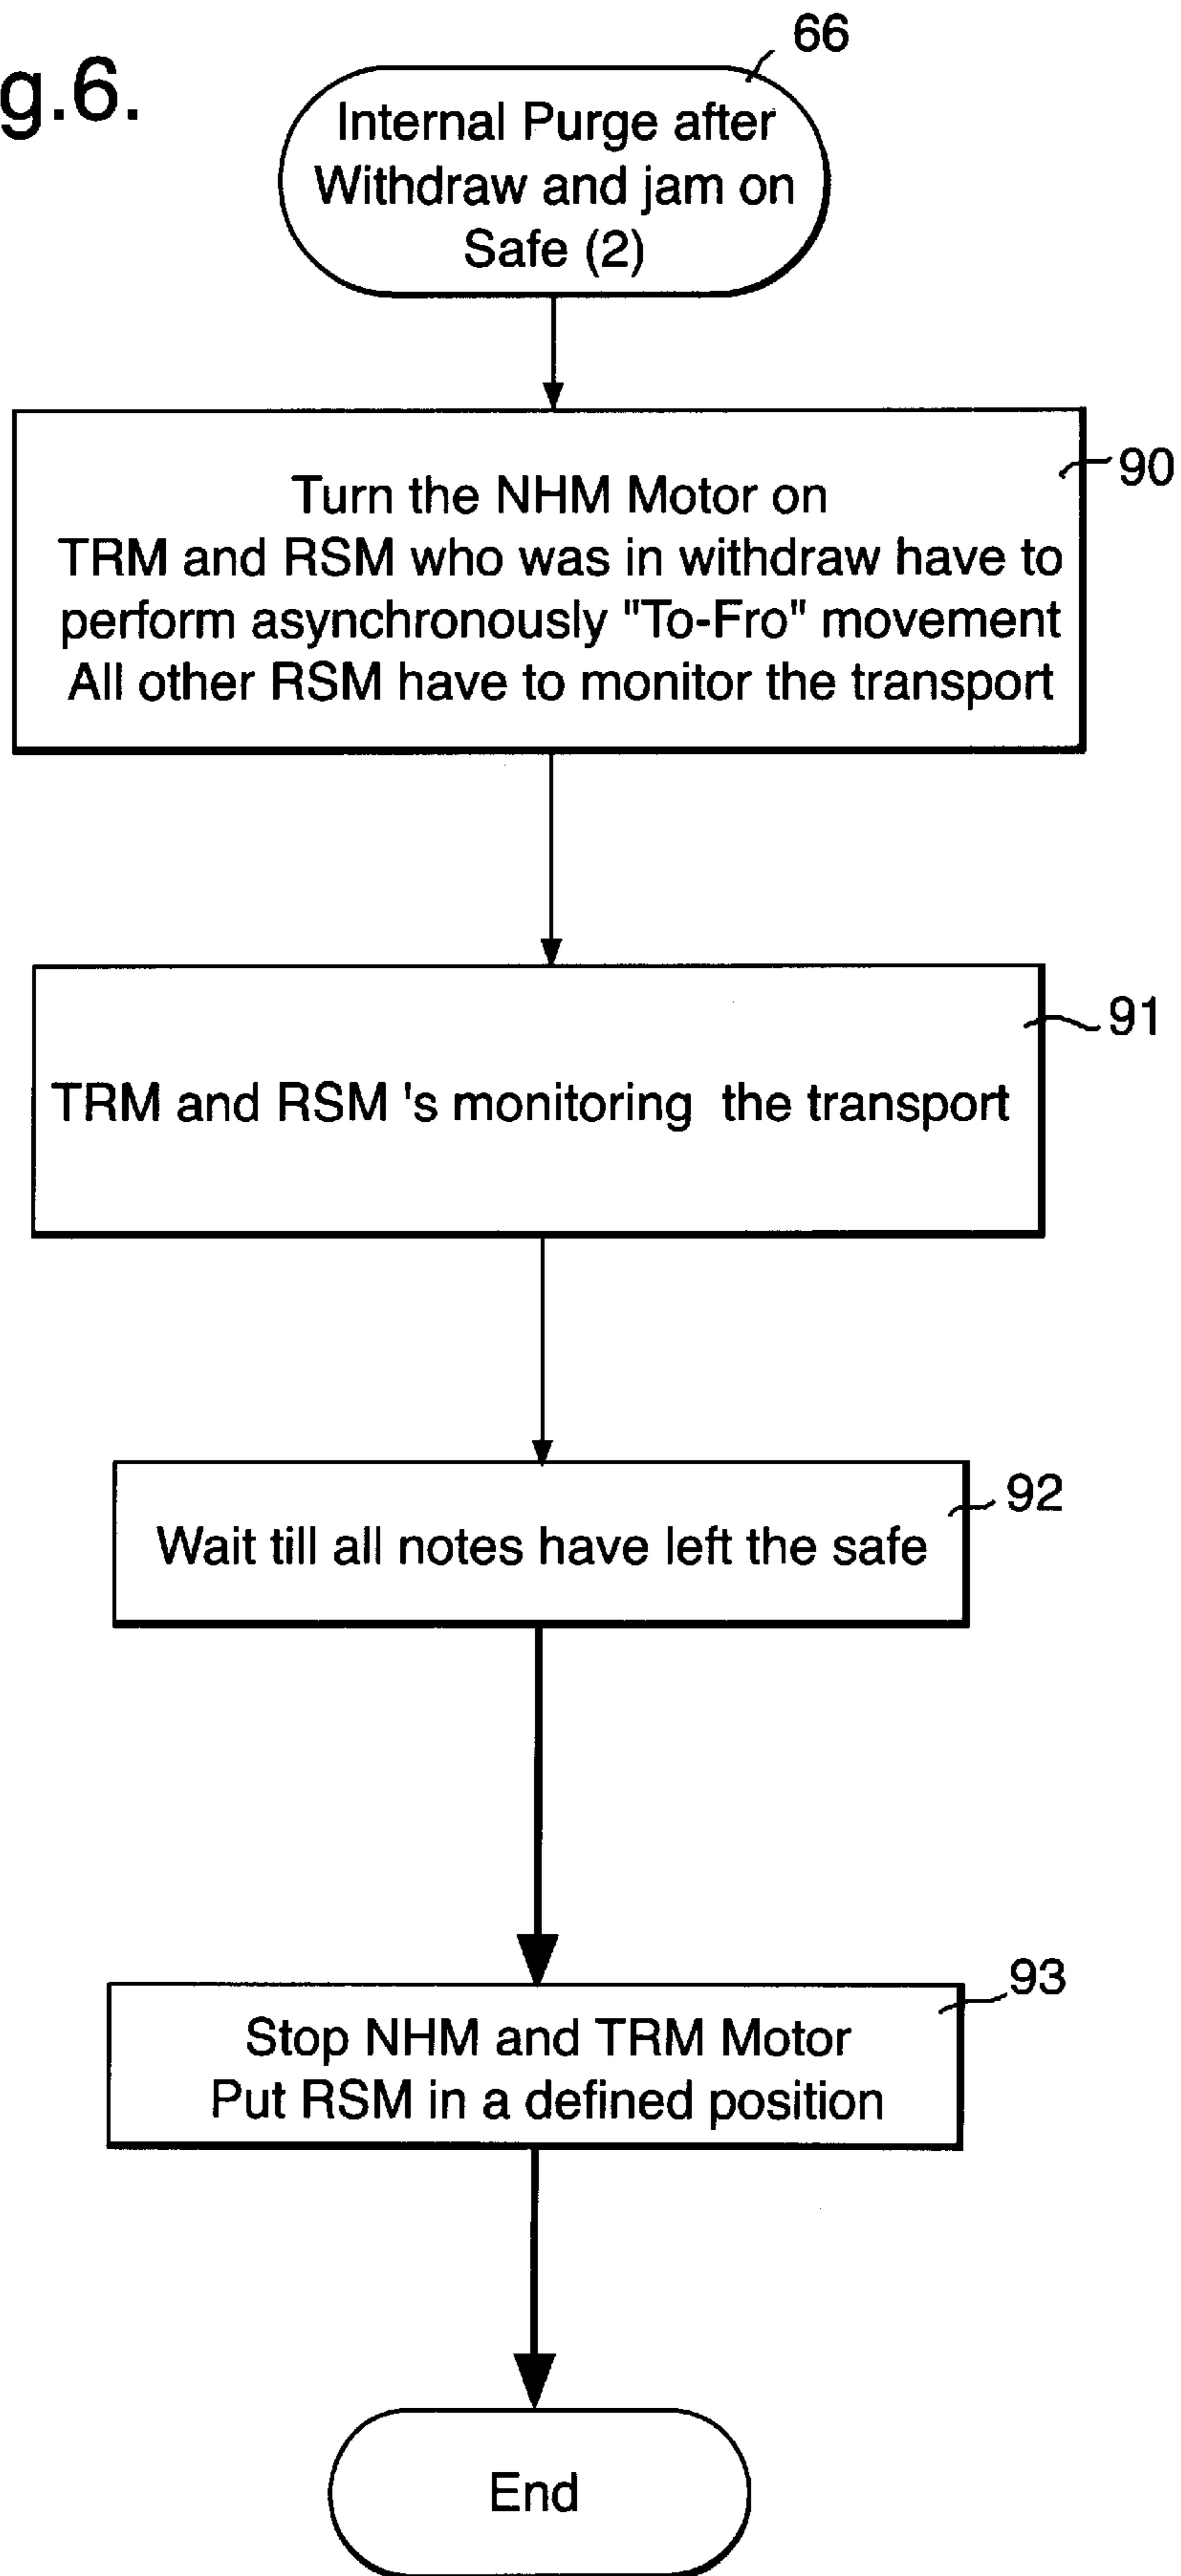 g.6.
66
Internal Purge after
Withdraw and jam on
Safe (2)
90
Turn the NHM Motor on
TRM and RSM who was in withdraw have to
perform asynchronously "To-Fro" movement
All other RSM have to monitor the transport
91
TRM and RSM 's monitoring the transport
92
Wait till all notes have left the safe
93
Stop NHM and TRM Motor
Put RSM in a defined position
End